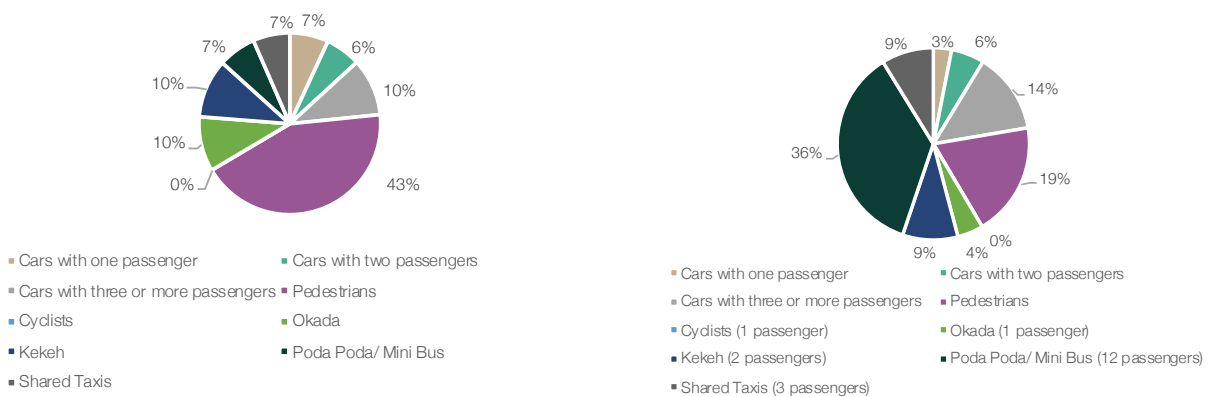 7% 7%
7% 6%
10% 10%
10%
0% 43%
Cars with one passenger Cars with two passengers
Cars with three or more passengers Pedestrians
Cyclists Okada
Kekeh Poda Poda/ Mini Bus
Shared Taxis
9% 3% 6%
14%
36%
19%
9% 4% 0%
Cars with one passenger Cars with two passengers
Cars with three or more passengers Pedestrians
Cyclists (1 passenger) Okada (1 passenger)
Kekeh (2 passengers) Poda Poda/ Mini Bus (12 passengers)
Shared Taxis (3 passengers)